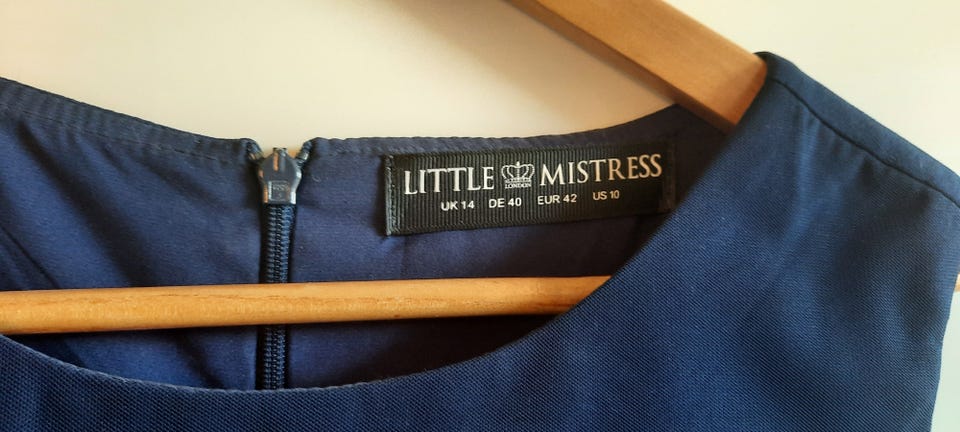 LITTLE LONDON MISTRESS
UK 14 DE 40 EUR 42 US 10